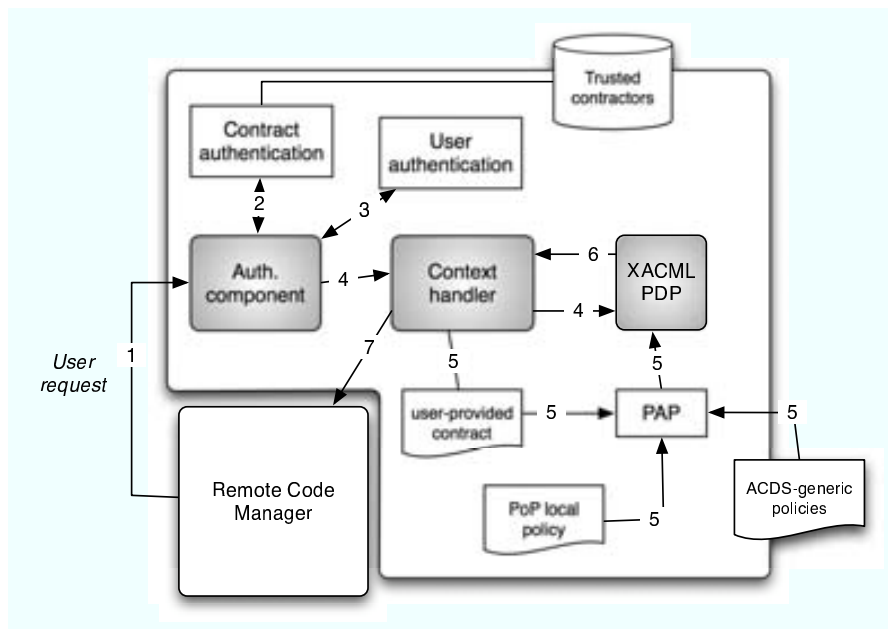 Trusted
contractors
Contract
authentication
User
authentication
2
3
Auth.
component
4
Context
handler
6
4
XACML
PDP
User
request
1
7
5
5
user-provided
contract
5
PAP
5
Remote Code
Manager
PoP local
policy
5
ACDS-generic
policies